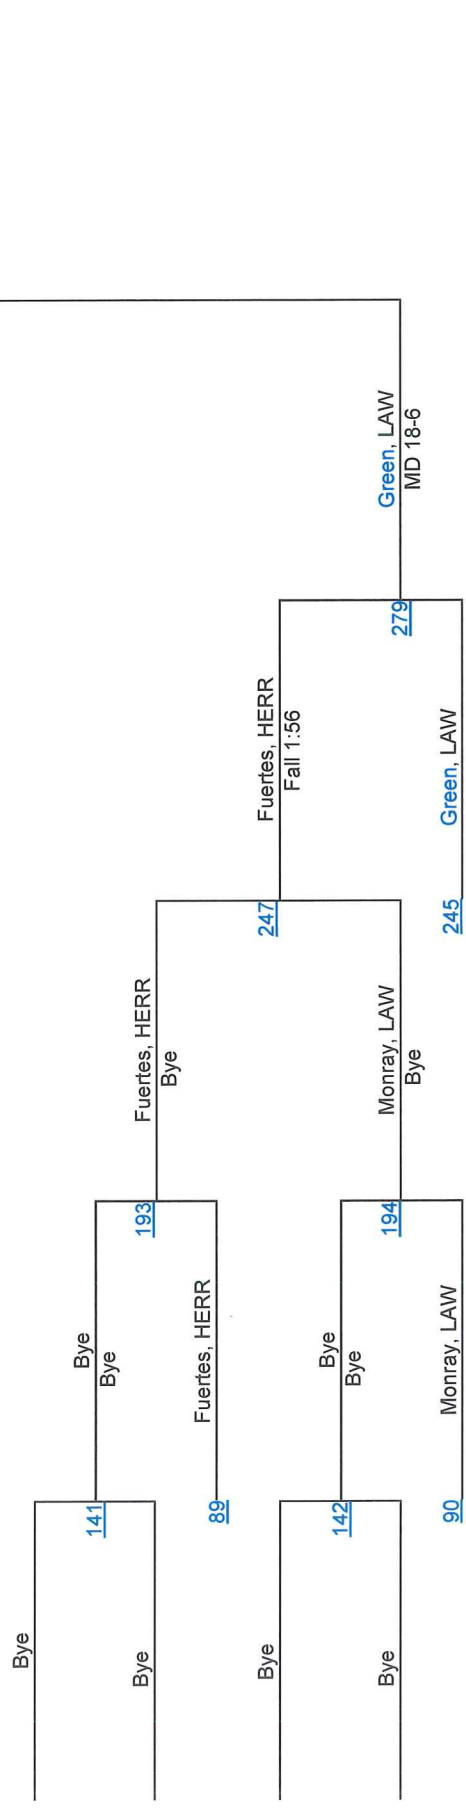 Bye
141
Bye
Bye
Bye
193
Fuertes, HERR
89
Fuertes, HERR
Bye
247
Bye
142
Bye
Bye
Bye
194
Monray, LAW
90
Monray, LAW
Bye
Fuertes, HERR
Fall 1:56
279
Green, LAW
245
Green, LAW
MD 18-6